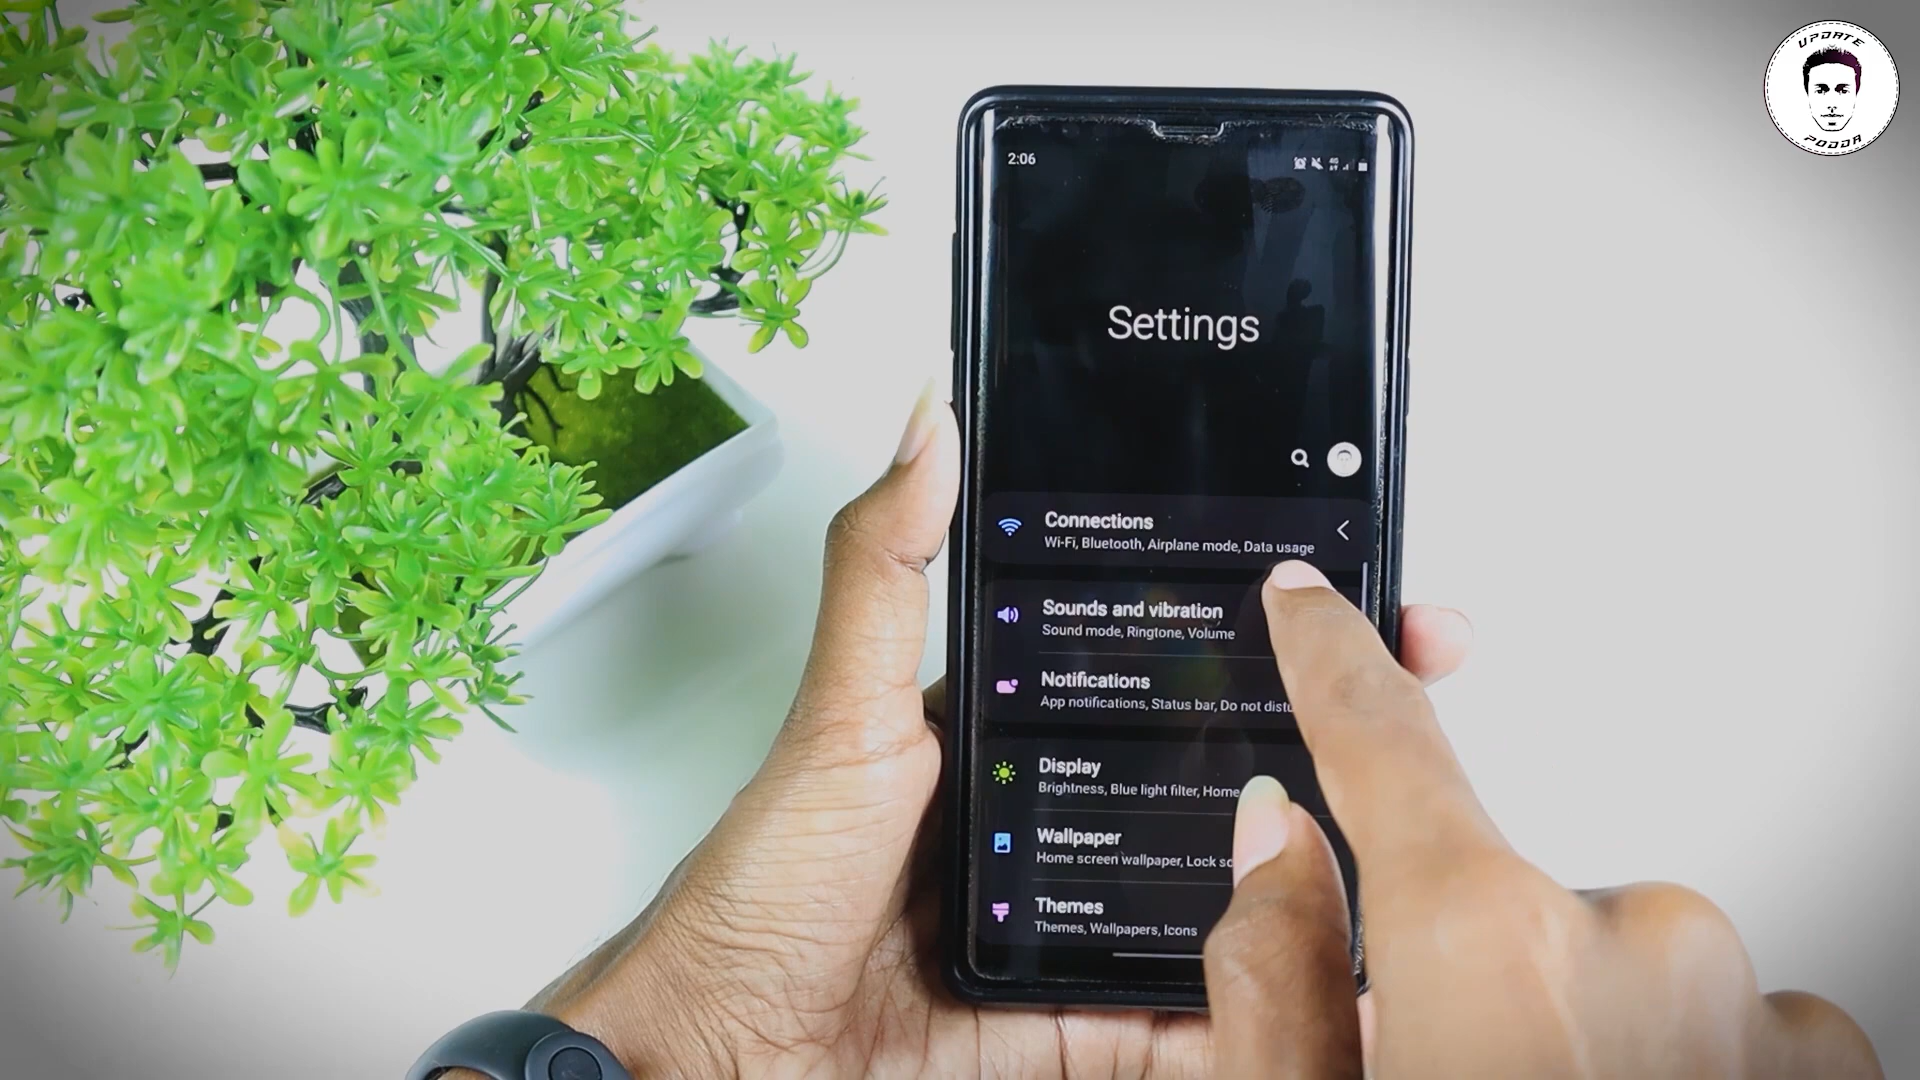 UPDATE
PODDA
2:06
4G
Settings
Connections
Wi-Fi, Bluetooth, Airplane mode, Data usage
Sounds and vibration
Sound mode, Ringtone, Volume
Notifications
App notifications, Status bar, Do not distu
Display
Brightness, Blue light filter, Home
Wallpaper
Home screen wallpaper, Lock sc
Themes
Themes, Wallpapers, Icons